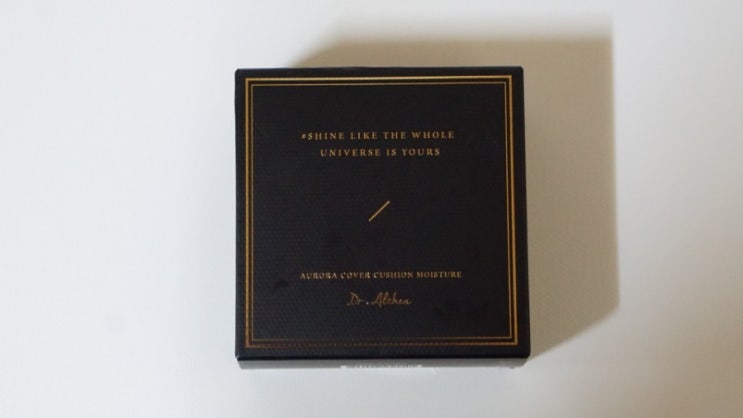 #SHINE LIKE THE WHOLE
UNIVERSE IS YOURS
AURORA COVER CUSHION MOISTURE
Dr. Althea